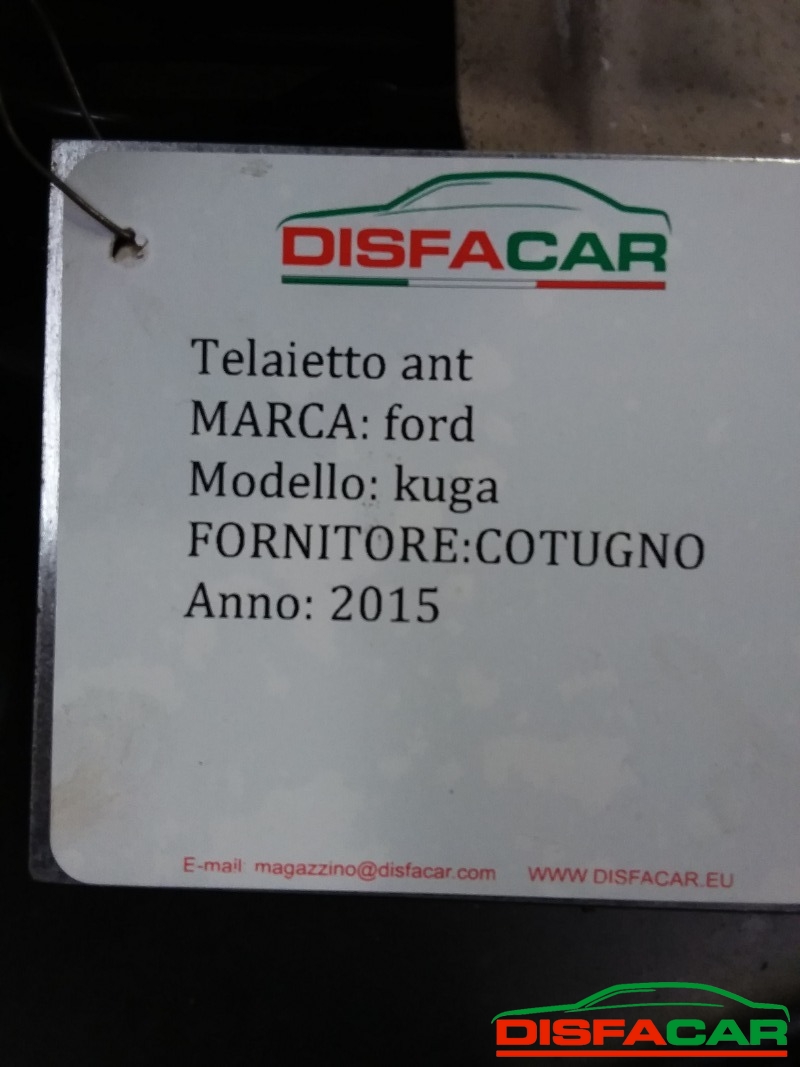 DISFACAR
Telaietto ant
MARCA: ford
Modello: kuga
FORNITORE:COTUGNO
Anno: 2015
E-mail magazzino@disfacar.com WWW DISFACAR.EU
DISFACAR